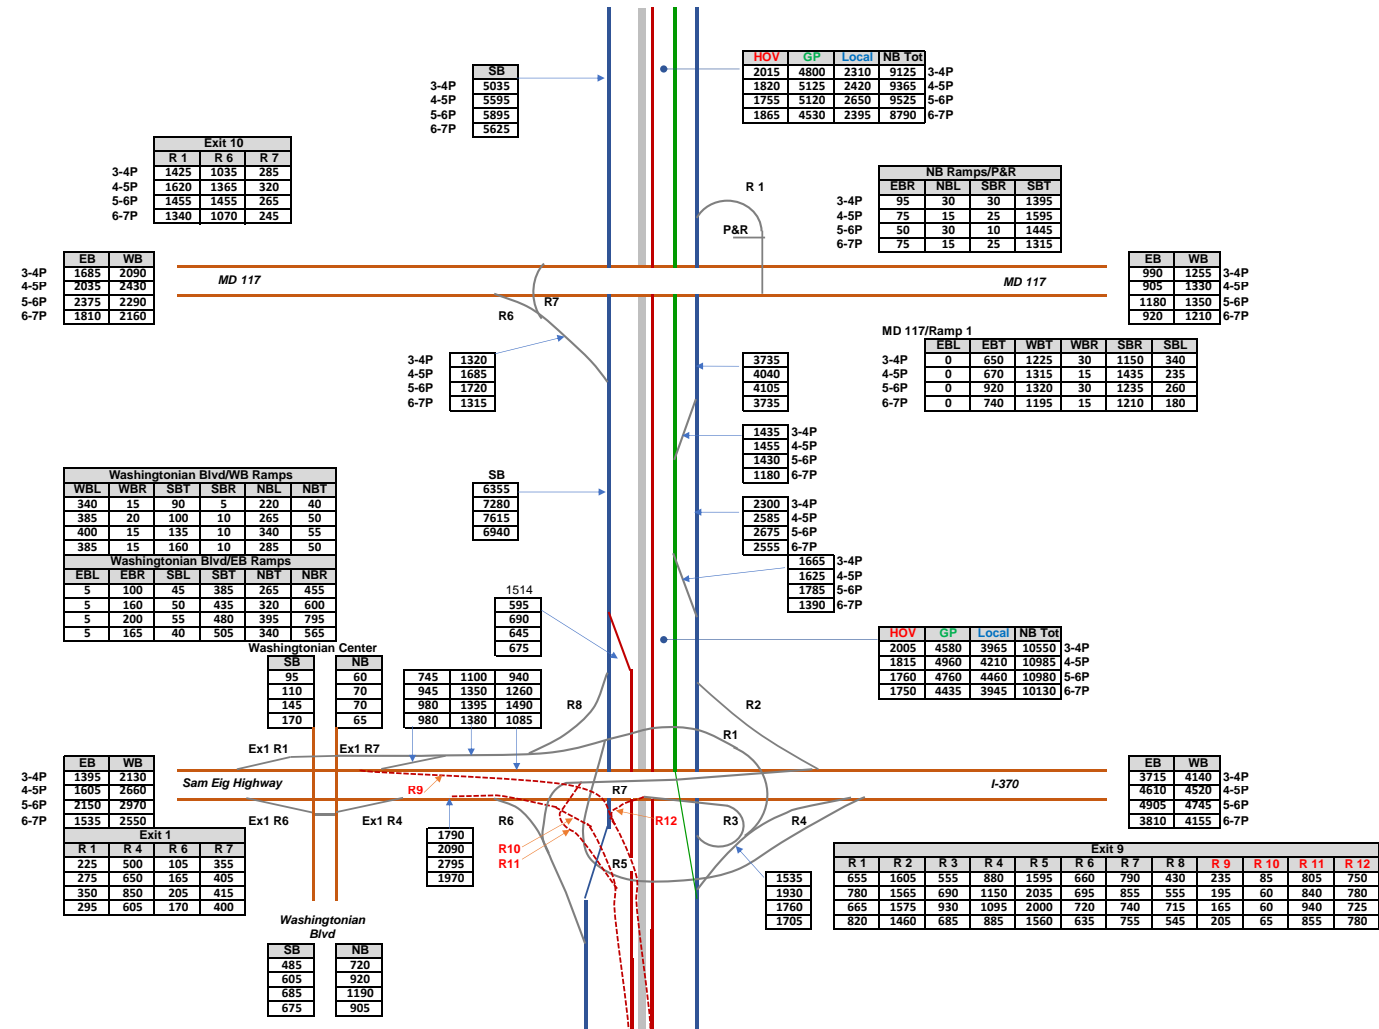 HOV GP Local NB Tot
2015 4800 2310 9125 3-4P
1820 5125 2420 9365 4-5P
1755 5120 2650 9525 5-6P
1865 4530 2395 8790 6-7P
SB
3-4P 5035
4-5P 5595
5-6P 5895
6-7P 5625
Exit 10
R 1 R 6 R 7
3-4P 1425 1035 285
4-5P 1620 1365 320
5-6P 1455 1455 265
6-7P 1340 1070 245
NB Ramps/P&R
EBR NBL SBR SBT
3-4P 95 30 30 1395
4-5P 75 15 25 1595
5-6P 50 30 10 1445
6-7P 75 15 25 1315
R 1
P&R
EB WB
3-4P 1685 2090
4-5P 2035 2430
5-6P 2375 2290
6-7P 1810 2160
MD 117
MD 117
EB WB
990 1255 3-4P
905 1330 4-5P
1180 1350 5-6P
920 1210 6-7P
R7
R6
MD 117/Ramp 1
EBL EBT WBT WBR SBR SBL
3-4P 0 650 1225 30 1150 340
4-5P 0 670 1315 15 1435 235
5-6P 0 920 1320 30 1235 260
6-7P 0 740 1195 15 1210 180
3-4P 1320
4-5P 1685
5-6P 1720
6-7P 1315
3735
4040
4105
3735
1435 3-4P
1455 4-5P
1430 5-6P
1180 6-7P
Washingtonian Blvd/WB Ramps
WBL WBR SBT SBR NBL NBT
340 15 90 5 220 40
385 20 100 10 265 50
400 15 135 10 340 55
385 15 160 10 285 50
Washingtonian Blvd/EB Ramps
EBL EBR SBL SBT NBT NBR
5 100 45 385 265 455
5 160 50 435 320 600
5 200 55 480 395 795
5 165 40 505 340 565
SB
6355
7280
7615
6940
2300 3-4P
2585 4-5P
2675 5-6P
2555 6-7P
1665 3-4P
1625 4-5P
1785 5-6P
1390 6-7P
1514
595
690
645
675
HOV GP Local NB Tot
2005 4580 3965 10550 3-4P
1815 4960 4210 10985 4-5P
1760 4760 4460 10980 5-6P
1750 4435 3945 10130 6-7P
Washingtonian Center
SB NB
95 60
110 70
145 70
170 65
745 1100 940
945 1350 1260
980 1395 1490
980 1380 1085
R8
R2
R1
Ex1 R1 Ex1 R7
EB WB
3-4P 1395 2130
4-5P 1605 2660
5-6P 2150 2970
6-7P 1535 2550
Sam Eig Highway
R9
R7
I-370
EB WB
3715 4140 3-4P
4610 4520 4-5P
4905 4745 5-6P
3810 4155 6-7P
Ex1 R6 Ex1 R4
R6
R12
R3
R4
R10
R11
R5
Exit 1
R 1 R 4 R 6 R 7
225 500 105 355
275 650 165 405
350 850 205 415
295 605 170 400
1790
2090
2795
1970
1535
1930
1760
1705
Exit 9
R 1 R 2 R 3 R 4 R 5 R 6 R 7 R 8 R 9 R 10 R 11 R 12
655 1605 555 880 1595 660 790 430 235 85 805 750
780 1565 690 1150 2035 695 855 555 195 60 840 780
665 1575 930 1095 2000 720 740 715 165 60 940 725
820 1460 685 885 1560 635 755 545 205 65 855 780
Washingtonian
Blvd
SB NB
485 720
605 920
685 1190
675 905